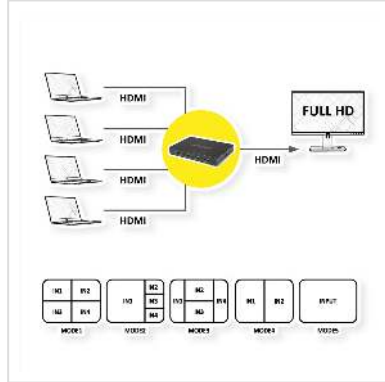 HDMI
HDMI
HDMI
HDMI
FULL HD
HDMI
IN1 IN2
IN3 IN4
MODE1
IN1 IN2
IN3
IN4
MODE2
IN1 IN2 IN4
IN3
MODE3
IN1 IN2
MODE4
INPUT
MODE5